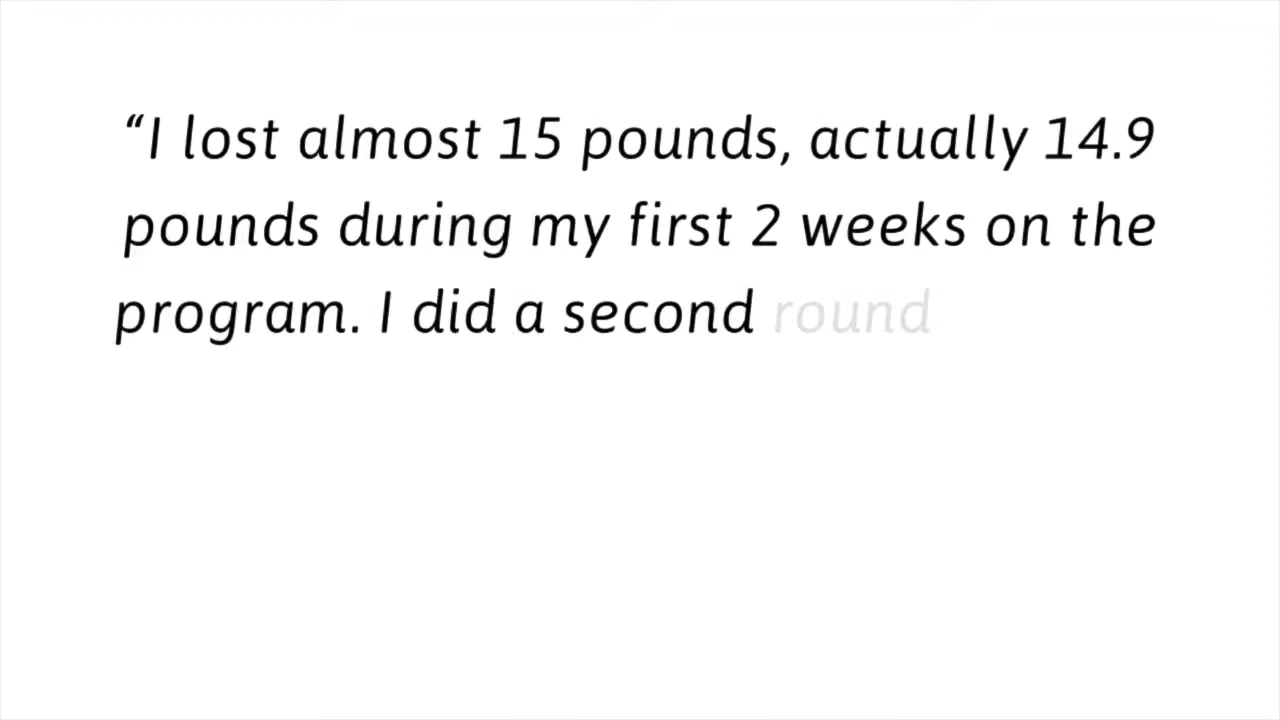 “I lost almost 15 pounds, actually 14.9
pounds during my first 2 weeks on the
program. I did a second round